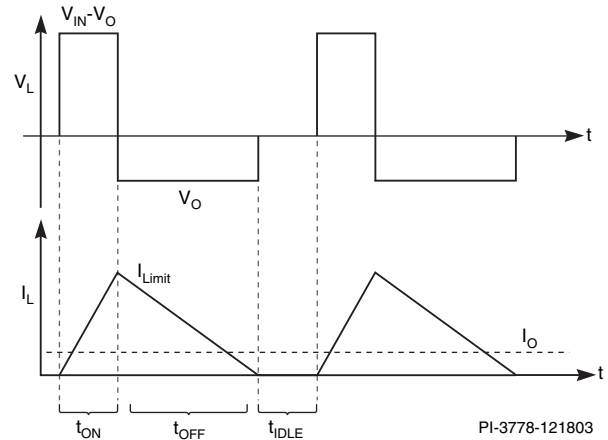 V_IN-V_O
V_L
t
V_O
I_L
I_Limit
I_O
t
t_ON
t_OFF
t_IDLE
PI-3778-121803